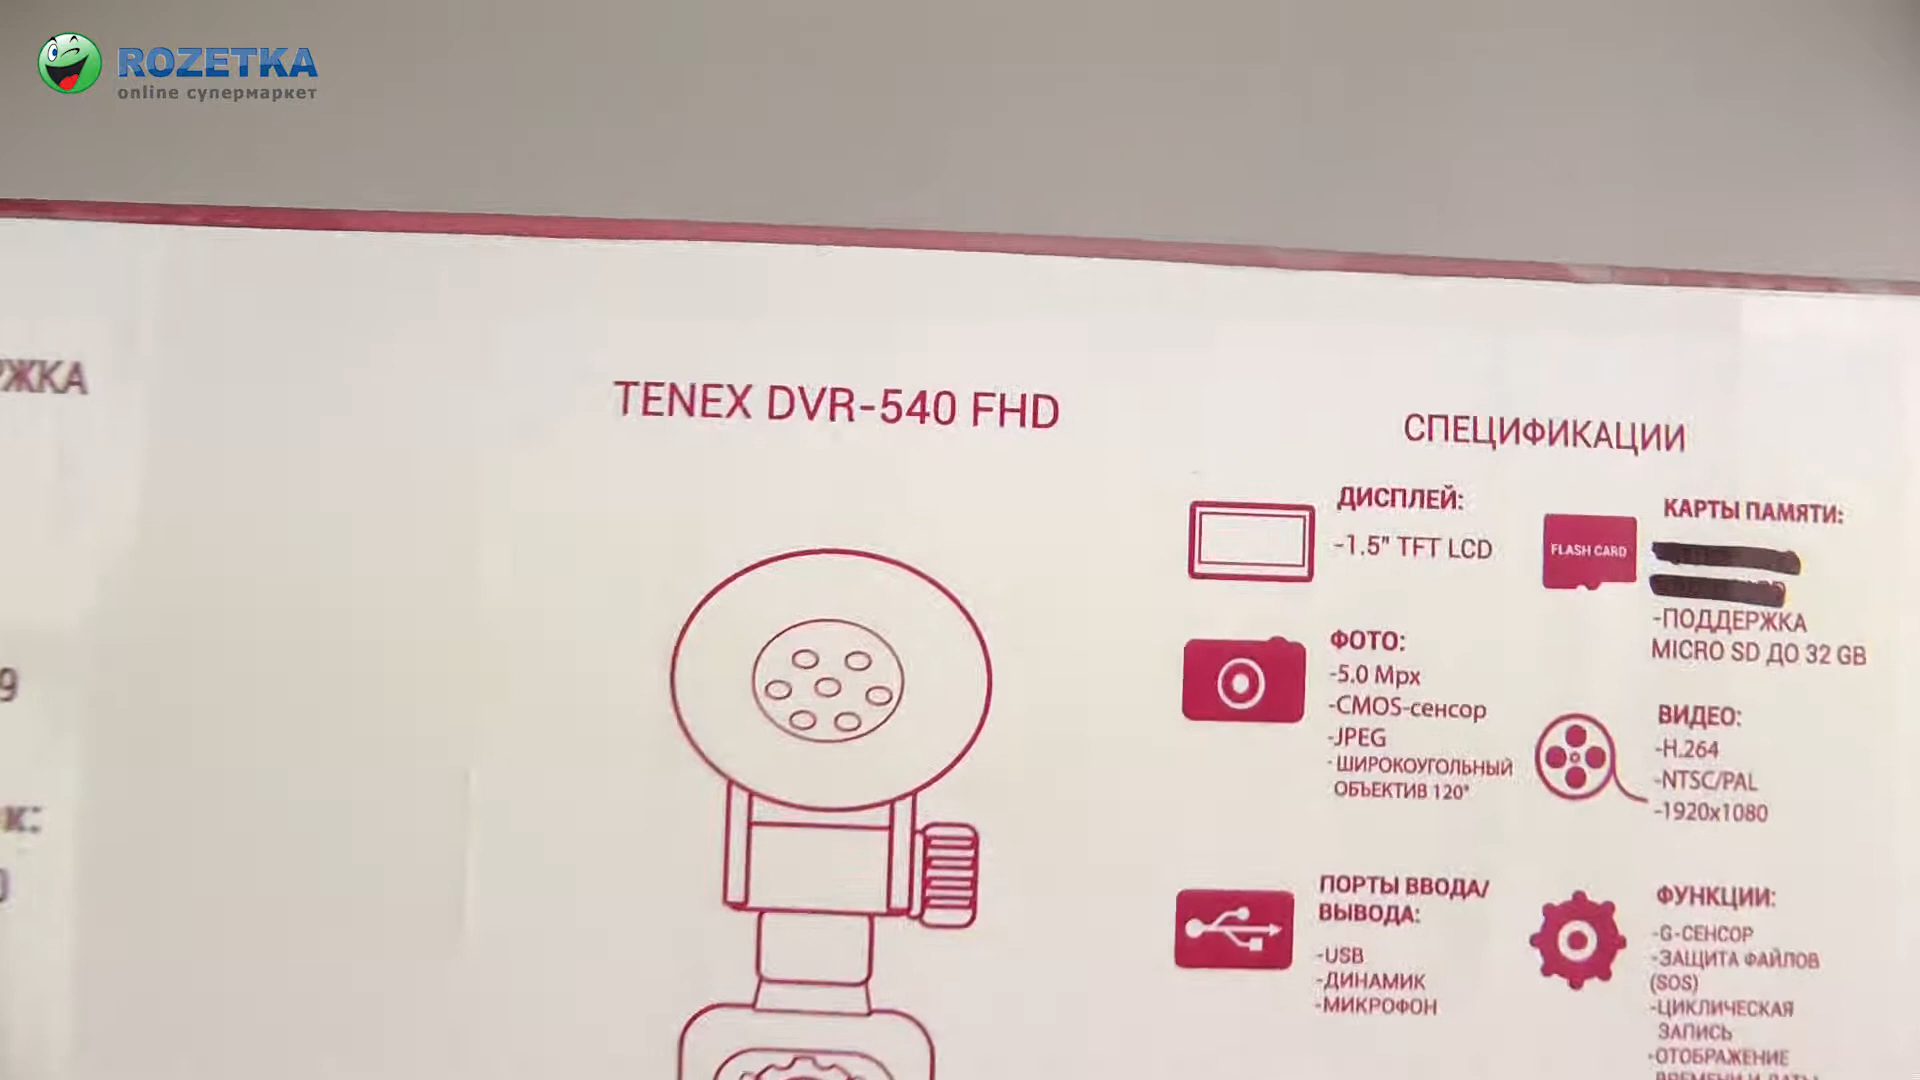 ROZETKA
online супермаркет
TENEX DVR-540 FHD
СПЕЦИФИКАЦИИ
ДИСПЛЕЙ:
-1.5" TFT LCD
ФОТО:
-5.0 Mpx
-CMOS-сенсор
-JPEG
-ШИРОКОУГОЛЬНЫЙ
ОБЪЕКТИВ 120°
ПОРТЫ ВВОДА/
ВЫВОДА:
-USB
-ДИНАМИК
-МИКРОФОН
КАРТЫ ПАМЯТИ:
FLASH CARD
-ПОДДЕРЖКА
MICRO SD ДО 32 GB
ВИДЕО:
-H.264
-NTSC/PAL
-1920x1080
ФУНКЦИИ:
-G-СЕНСОР
-ЗАЩИТА ФАЙЛОВ
(SOS)
-ЦИКЛИЧЕСКАЯ
ЗАПИСЬ
-ОТОБРАЖЕНИЕ